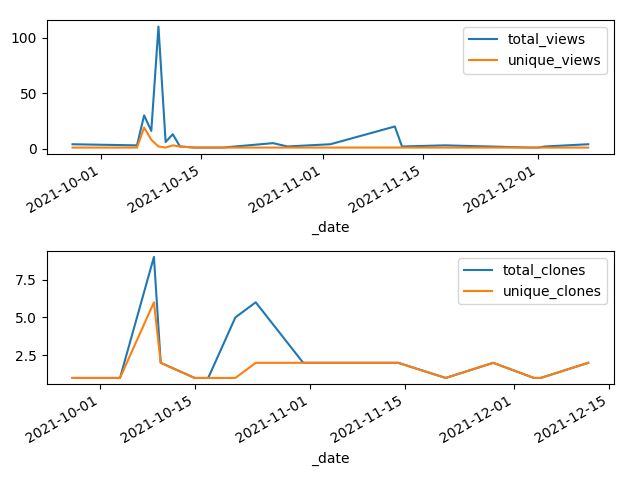 total_views
unique_views
100
50
0
2021-10-01
2021-10-15
2021-11-01
2021-11-15
2021-12-01
_date
total_clones
unique_clones
7.5
5.0
2.5
2021-10-01
2021-10-15
2021-11-01
2021-11-15
2021-12-01
2021-12-15
_date